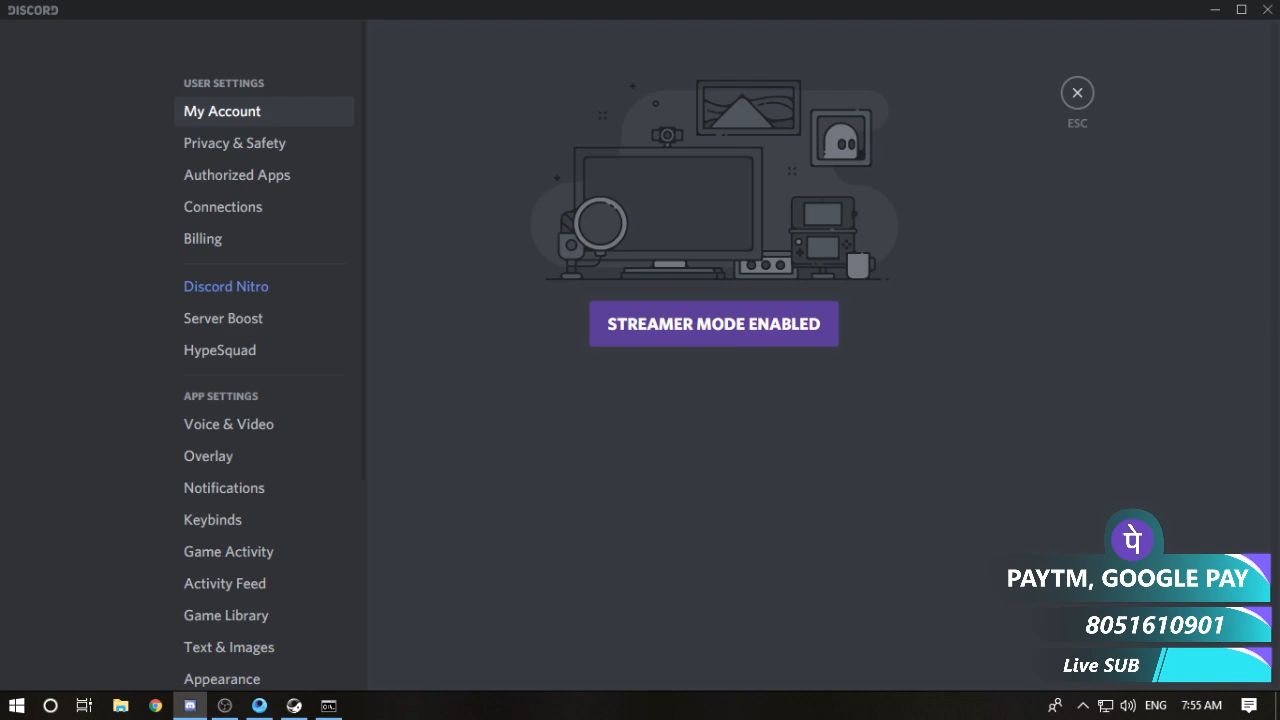 DISCORD
USER SETTINGS
My Account
Privacy & Safety
Authorized Apps
Connections
Billing
Discord Nitro
Server Boost
HypeSquad
APP SETTINGS
Voice & Video
Overlay
Notifications
Keybinds
Game Activity
Activity Feed
Game Library
Text & Images
Appearance
ESC
STREAMER MODE ENABLED
पे
PAYTM, GOOGLE PAY
8051610901
Live SUB
ENG
7:55 AM